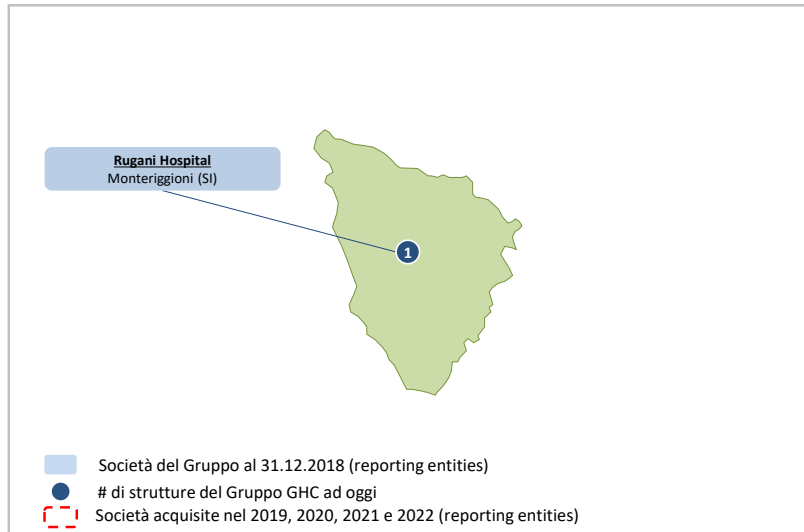 Rugani Hospital
Monteriggioni (SI)
1
Società del Gruppo al 31.12.2018 (reporting entities)
# di strutture del Gruppo GHC ad oggi
Società acquisite nel 2019, 2020, 2021 e 2022 (reporting entities)